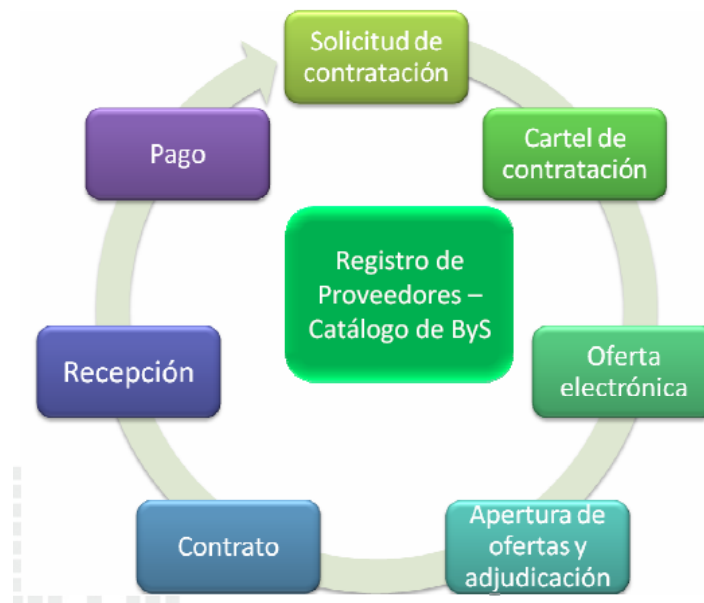 Solicitud de
contratación
Cartel de
contratación
Oferta
electrónica
Apertura de
ofertas y
adjudicación
Contrato
Recepción
Pago
Registro de
Proveedores –
Catálogo de ByS